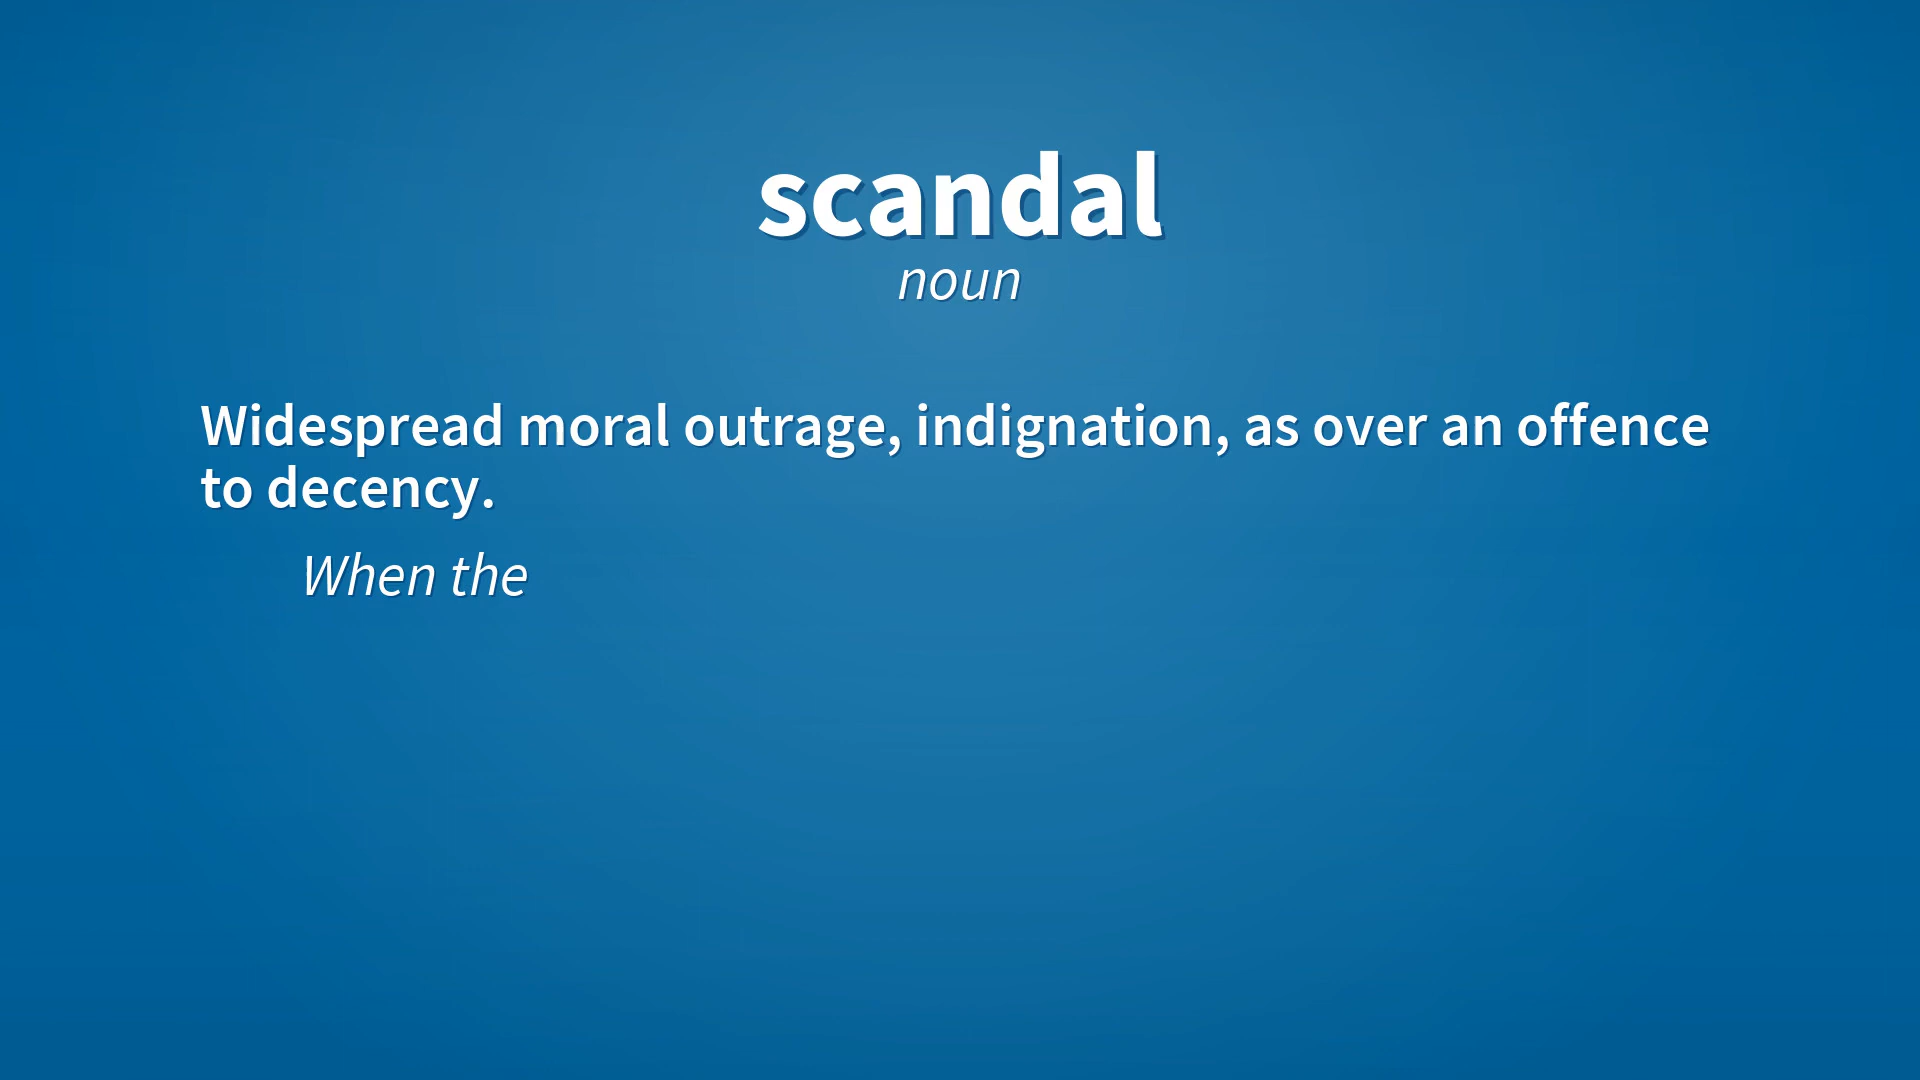 scandal
noun
Widespread moral outrage, indignation, as over an offence
to decency.
When the